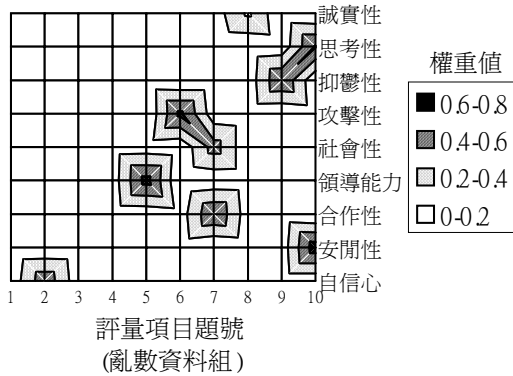 誠實性
思考性
抑鬱性
攻擊性
社會性
領導能力
合作性
安閒性
自信心
1 2 3 4 5 6 7 8 9 10
評量項目題號
(亂數資料組)
權重值
0.6-0.8
0.4-0.6
0.2-0.4
0-0.2